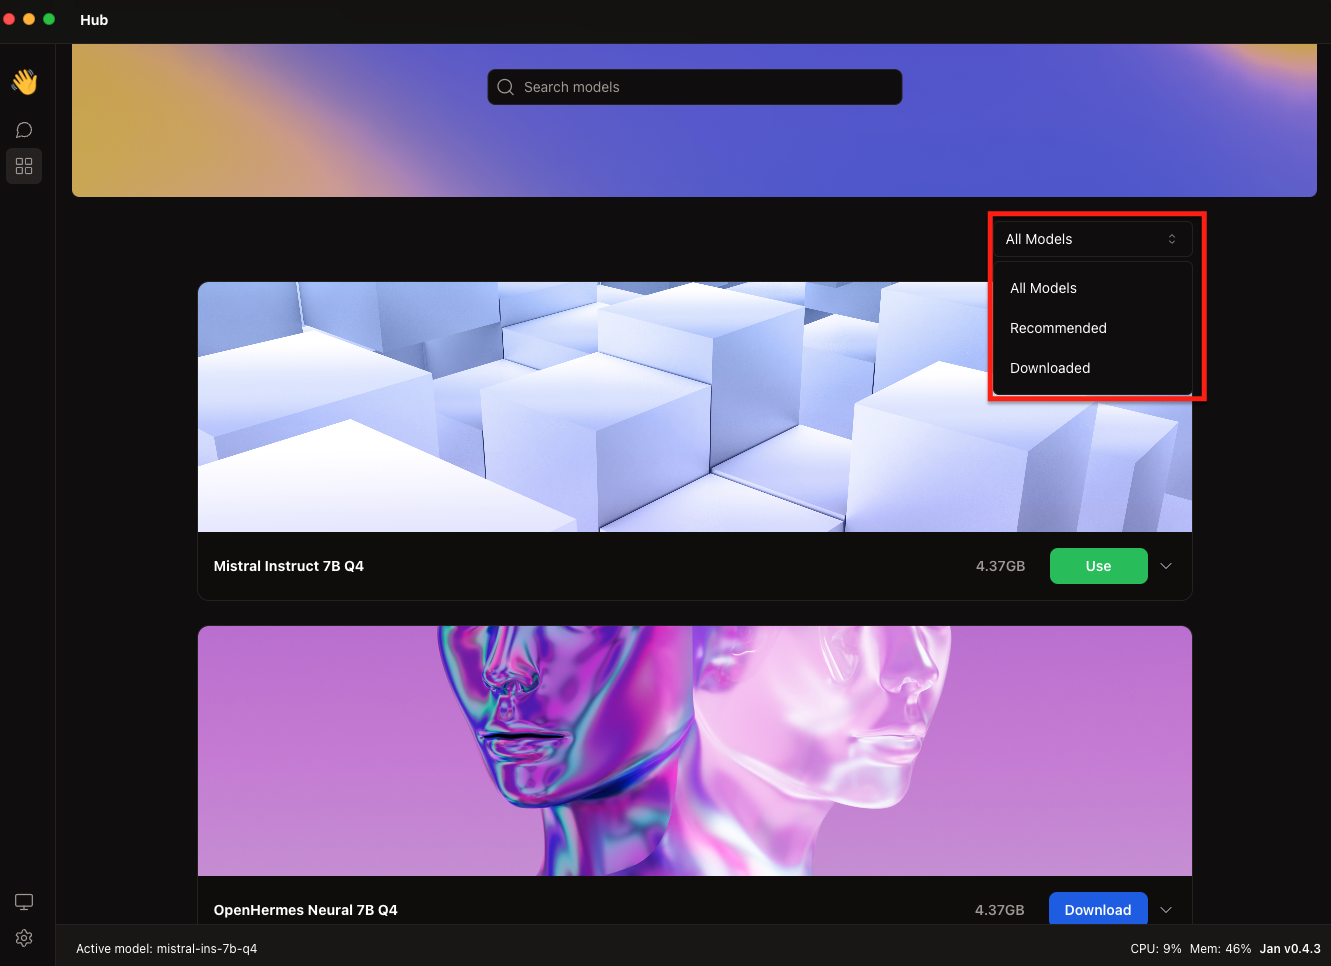 Hub
Search models
All Models
All Models
Recommended
Downloaded
Mistral Instruct 7B Q4 4.37GB Use
OpenHermes Neural 7B Q4 4.37GB Download
Active model: mistral-ins-7b-q4 CPU: 9% Mem: 46% Jan v0.4.3